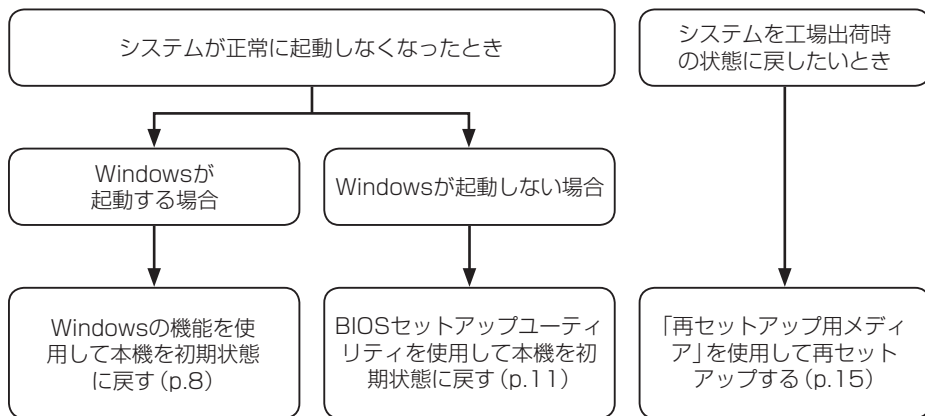 システムが正常に起動しなくなったとき
システムを工場出荷時
の状態に戻したいとき
Windowsが
起動する場合
Windowsが起動しない場合
Windowsの機能を使
用して本機を初期状態
に戻す(p.8)
BIOSセットアップユーティ
リティを使用して本機を初
期状態に戻す(p.11)
「再セットアップ用メディ
ア」を使用して再セット
アップする(p.15)